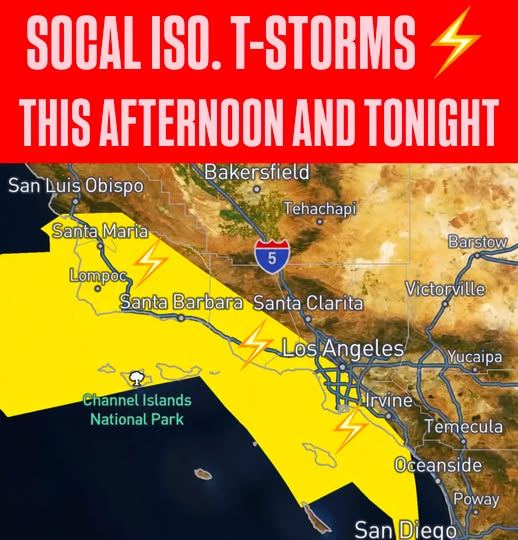 SOCAL ISO. T-STORMS ⚡
THIS AFTERNOON AND TONIGHT
Bakersfield
San Luis Obispo
Tehachapi
Santa Maria
Barstow
5
Lompoc
Victorville
Santa Barbara
Santa Clarita
Los Angeles
Yucaipa
Channel Islands
National Park
Irvine
Temecula
Oceanside
Poway
San Diego